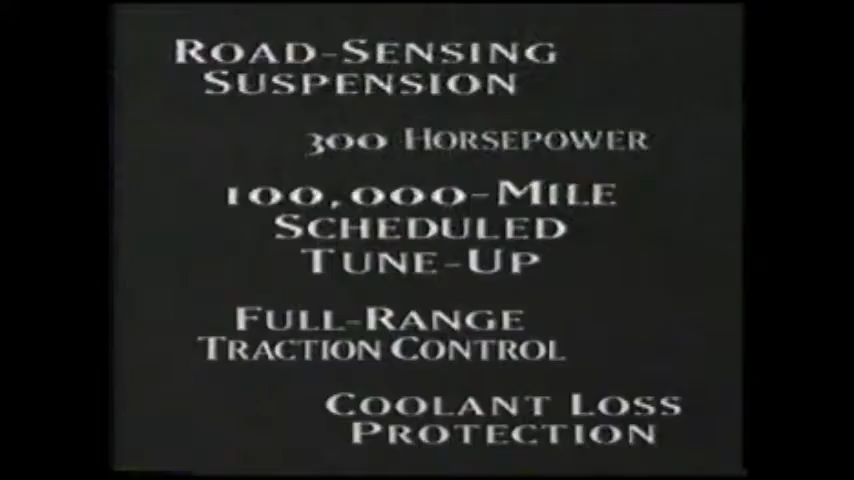 Road-Sensing
Suspension
300 Horsepower
100,000-Mile
Scheduled
Tune-Up
Full-Range
Traction Control
Coolant Loss
Protection